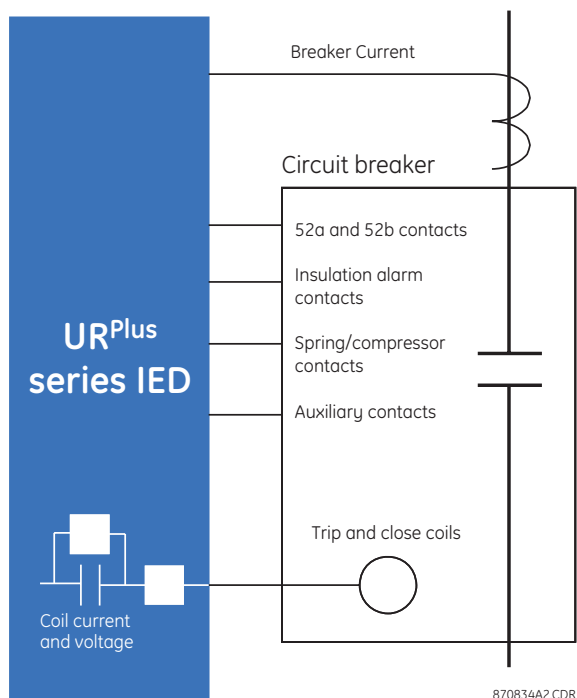 Breaker Current
Circuit breaker
52a and 52b contacts
Insulation alarm
contacts
Spring/compressor
contacts
Auxiliary contacts
URPlus
series IED
Trip and close coils
Coil current
and voltage
870834A2.CDR